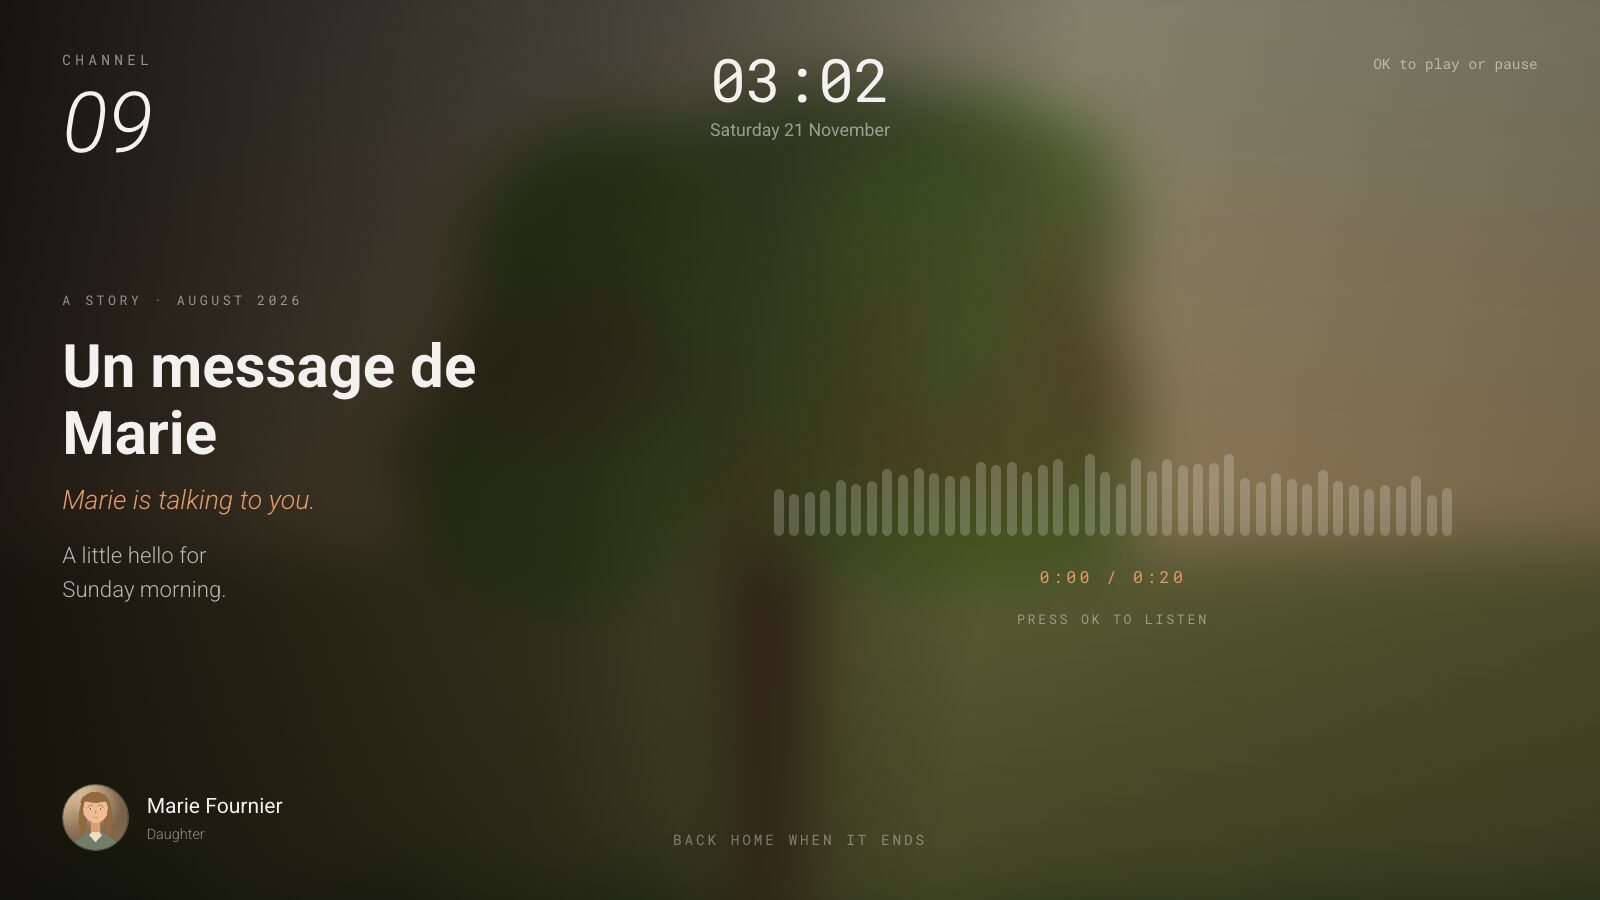 CHANNEL
09
03:02
Saturday 21 November
OK to play or pause
A STORY · AUGUST 2026
Un message de
Marie
Marie is talking to you.
A little hello for
Sunday morning.
0:00 / 0:20
PRESS OK TO LISTEN
Marie Fournier
Daughter
BACK HOME WHEN IT ENDS